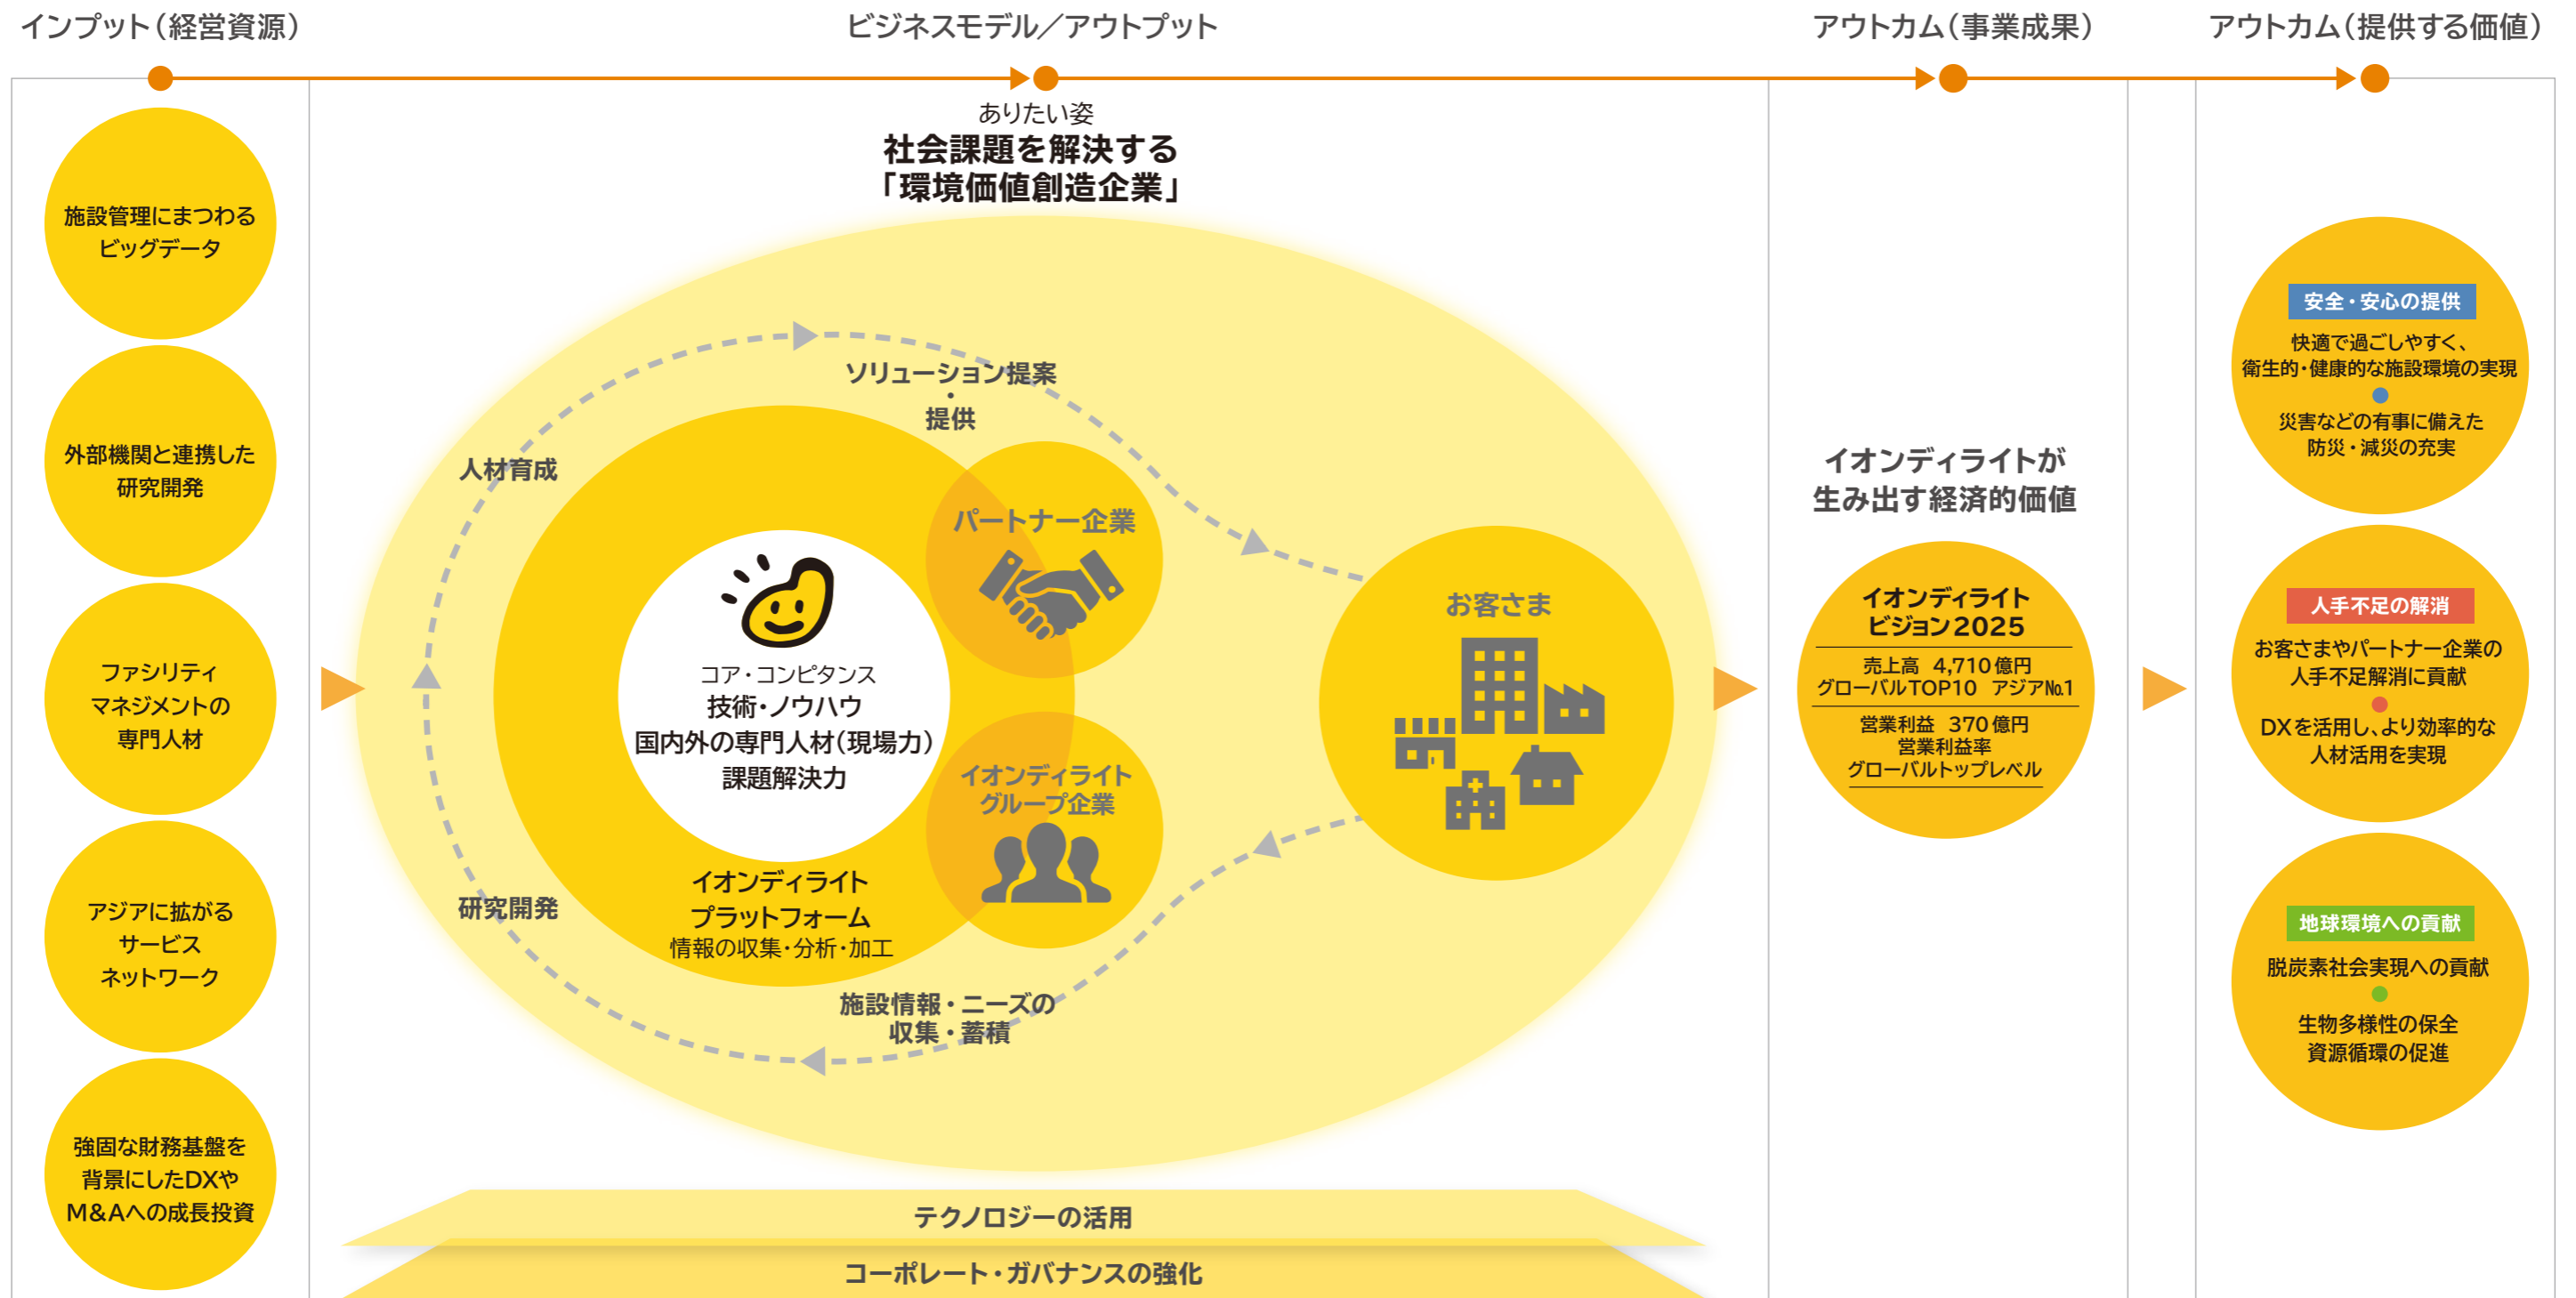 インプット（経営資源）
ビジネスモデル／アウトプット
アウトカム（事業成果）
アウトカム（提供する価値）
施設管理にまつわる
ビッグデータ
外部機関と連携した
研究開発
ファシリティ
マネジメントの
専門人材
アジアに拡がる
サービス
ネットワーク
強固な財務基盤を
背景にしたDXや
M&Aへの成長投資
ありたい姿
社会課題を解決する
「環境価値創造企業」
ソリューション提案
・
提供
人材育成
パートナー企業
コア・コンピタンス
技術・ノウハウ
国内外の専門人材（現場力）
課題解決力
イオンディライト
グループ企業
イオンディライト
プラットフォーム
情報の収集・分析・加工
研究開発
施設情報・ニーズの
収集・蓄積
お客さま
テクノロジーの活用
コーポレート・ガバナンスの強化
イオンディライトが
生み出す経済的価値
イオンディライト
ビジョン2025
売上高 4,710億円
グローバルTOP10 アジア№1
営業利益 370億円
営業利益率
グローバルトップレベル
安全・安心の提供
快適で過ごしやすく、
衛生的・健康的な施設環境の実現
災害などの有事に備えた
防災・減災の充実
人手不足の解消
お客さまやパートナー企業の
人手不足解消に貢献
DXを活用し、より効率的な
人材活用を実現
地球環境への貢献
脱炭素社会実現への貢献
生物多様性の保全
資源循環の促進